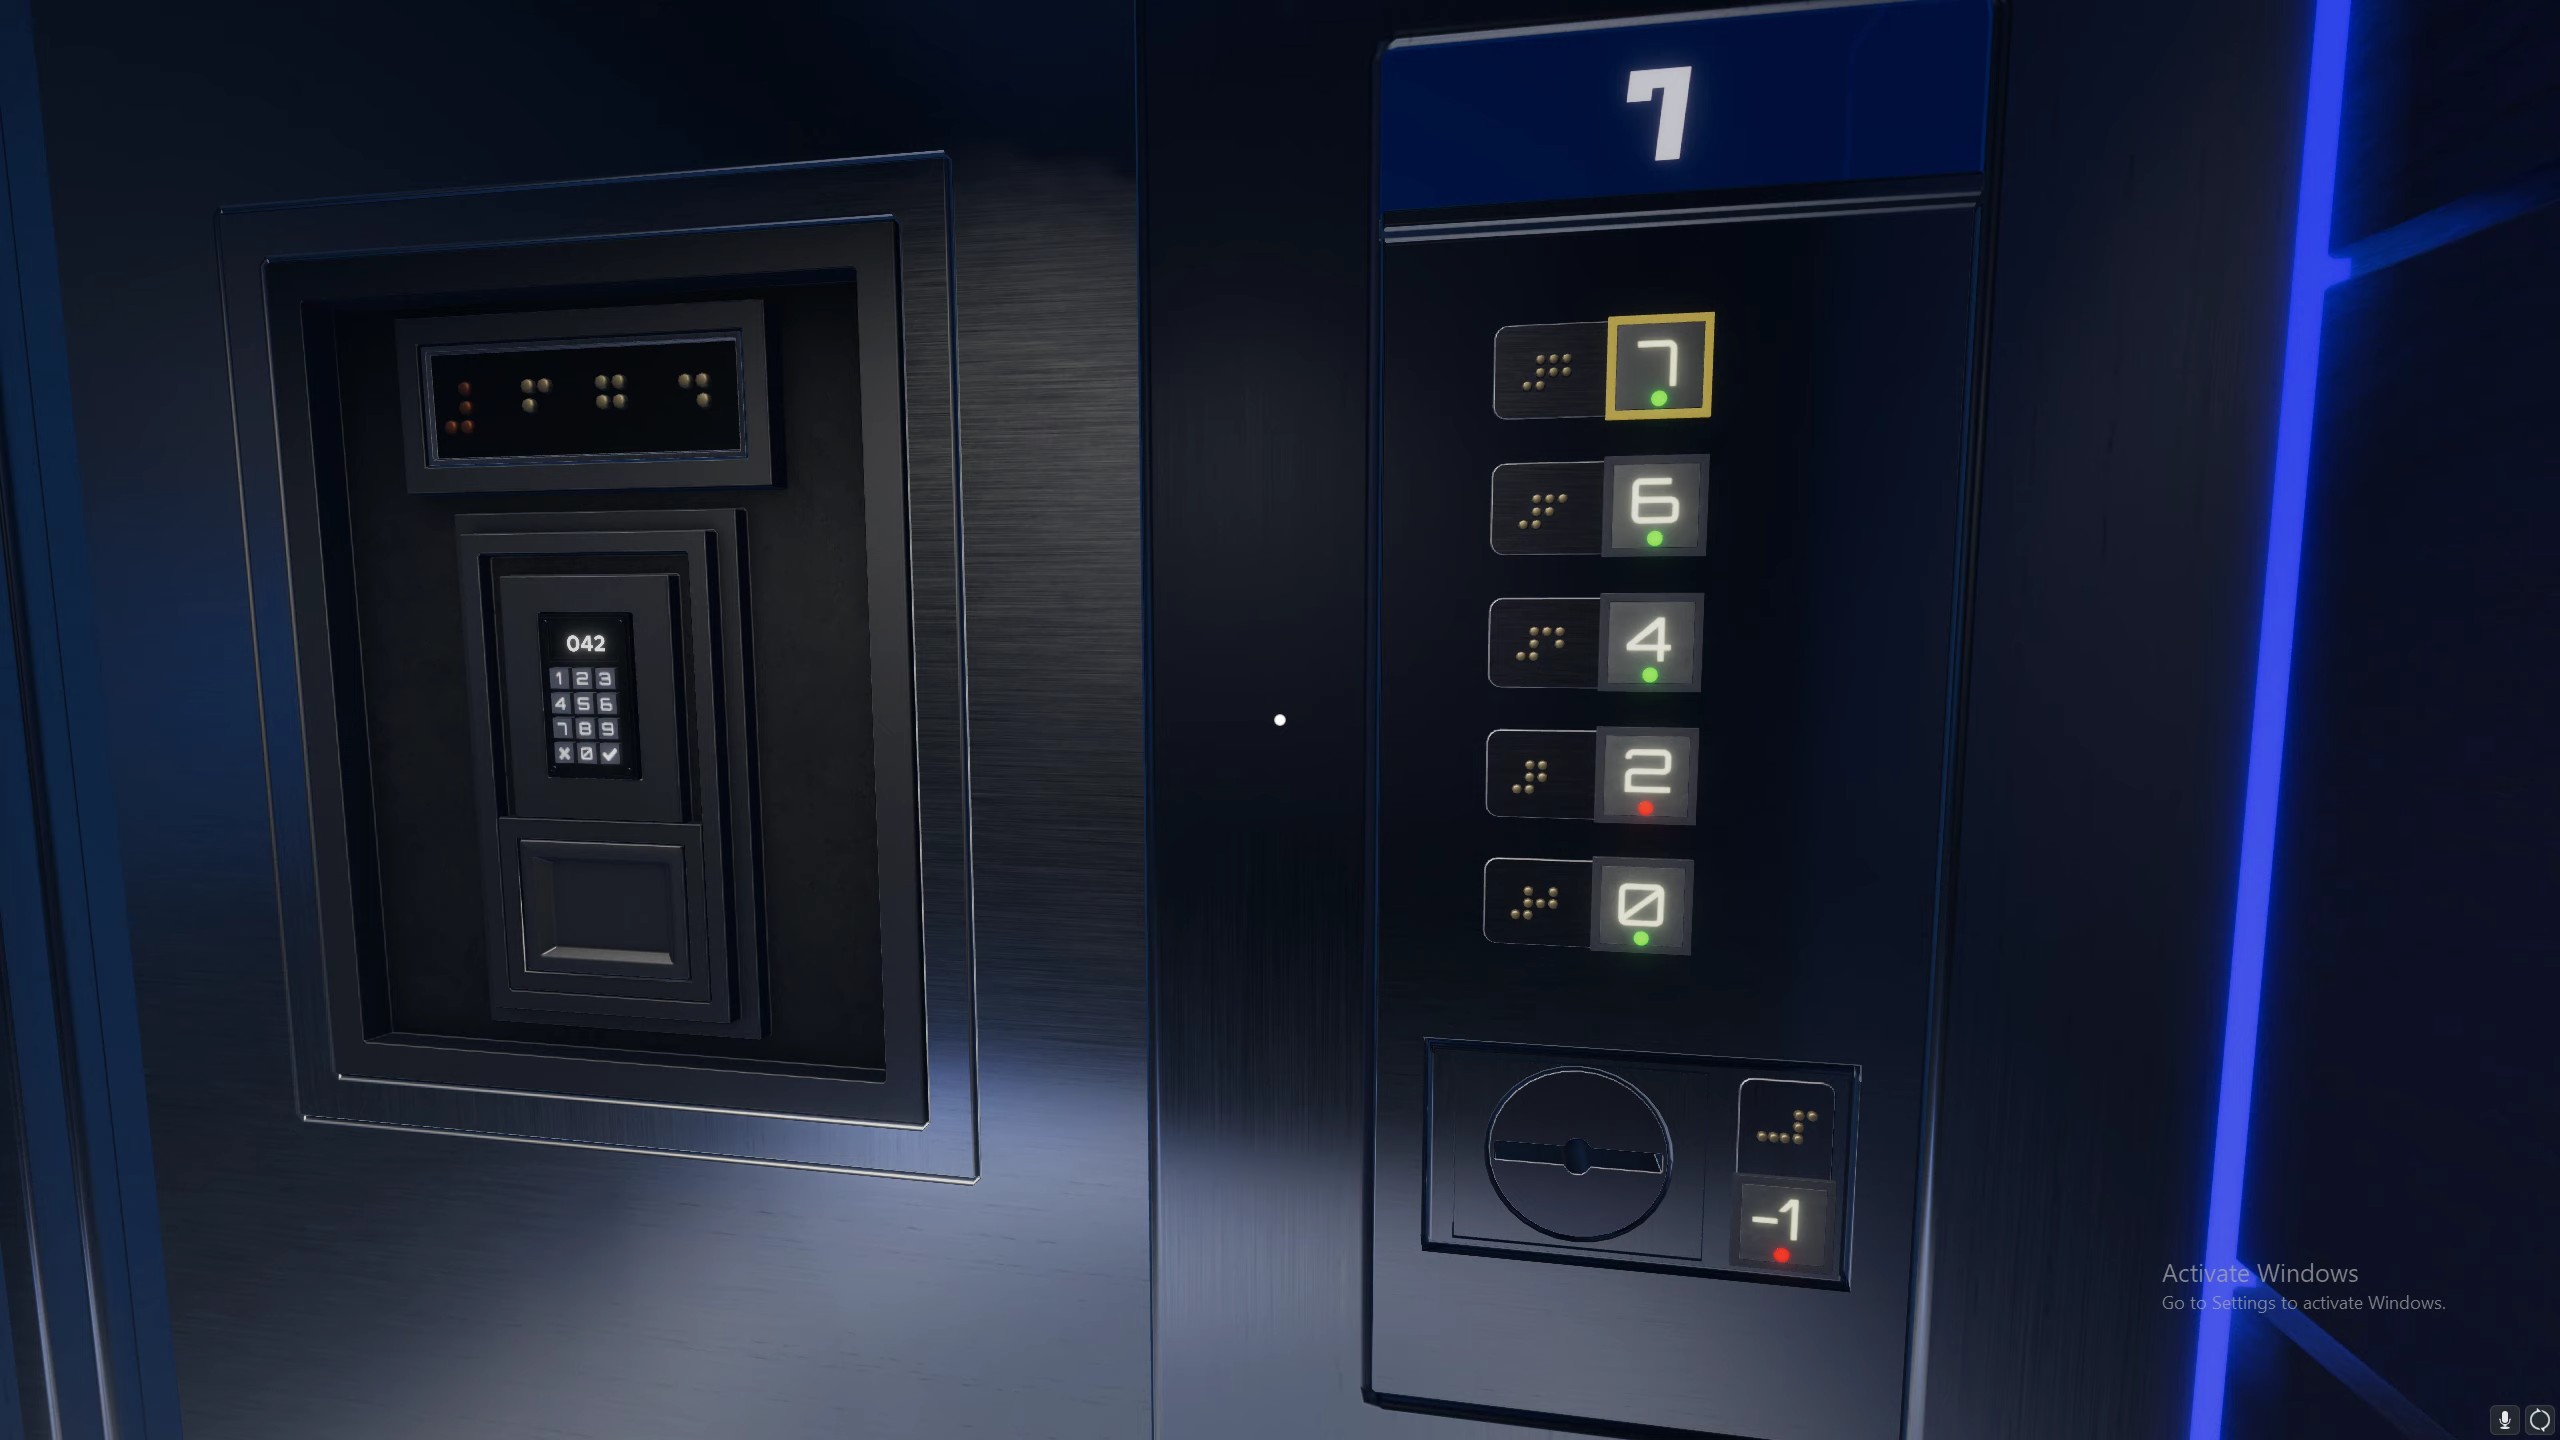 7
⠼⠋⠛⠙
042
1 2 3
4 5 6
7 8 9
✖ 0 ✔
⠼⠛ 7
⠼⠋ 6
⠼⠙ 4
⠼⠃ 2
⠼⠚ 0
⠤⠼⠁
-1
Activate Windows
Go to Settings to activate Windows.